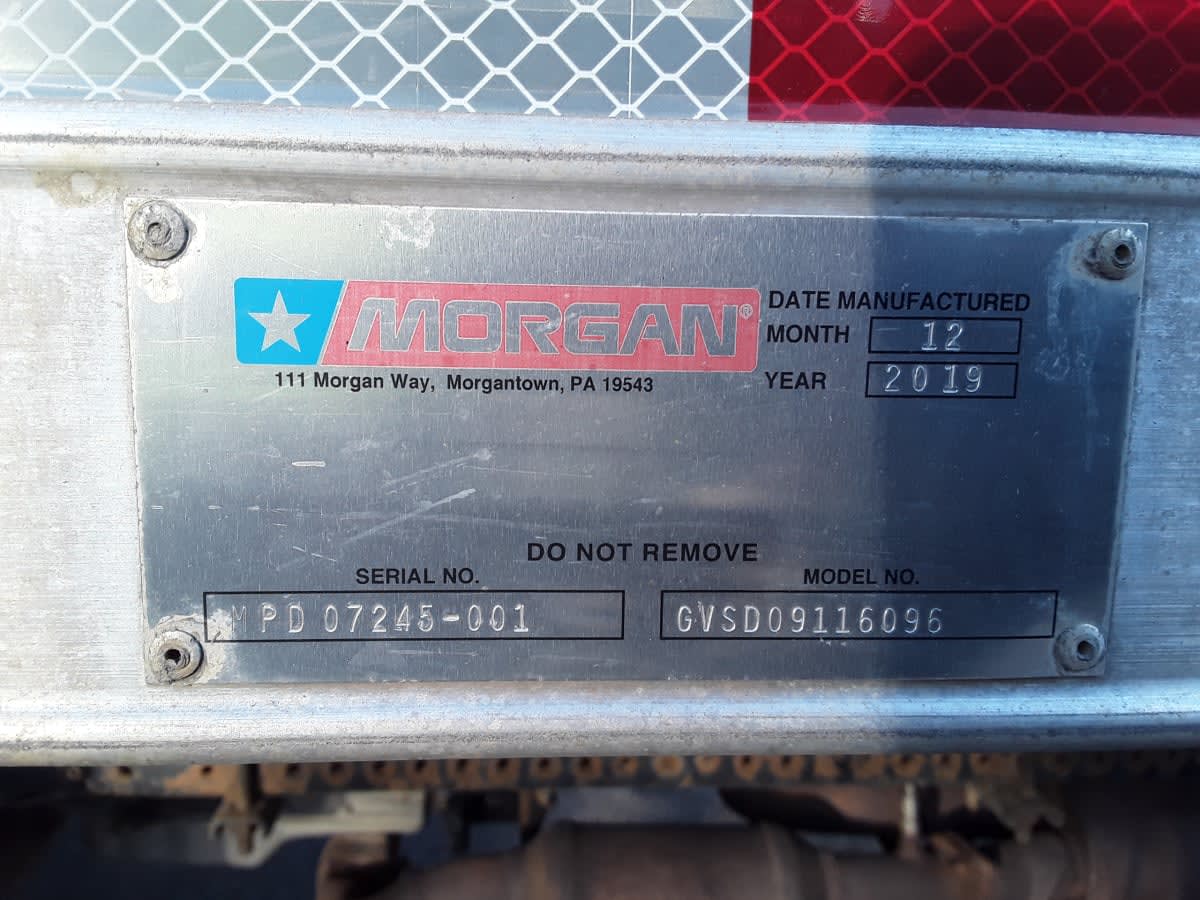 MORGAN®
111 Morgan Way, Morgantown, PA 19543
DATE MANUFACTURED
MONTH 12
YEAR 2019
DO NOT REMOVE
SERIAL NO.
MPD 07245-001
MODEL NO.
GVSD09116096